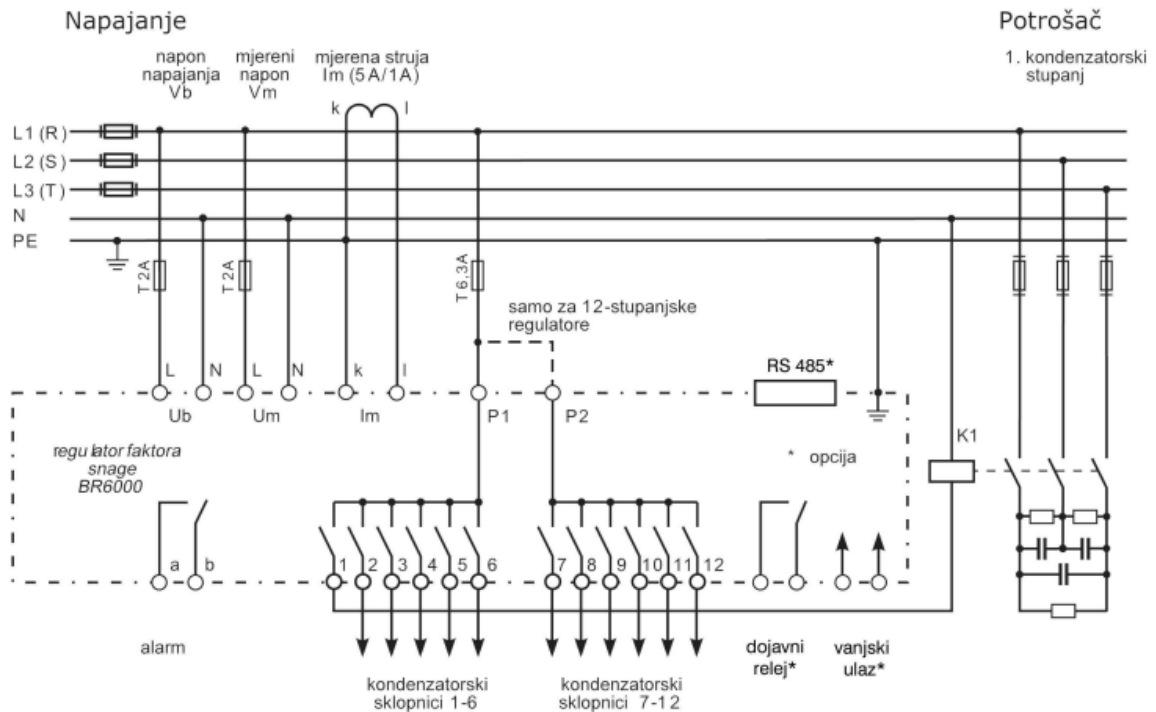 Napajanje
Potrošač
napon
napajanja
Vb
mjereni
napon
Vm
mjerena struja
Im (5A/1A)
1. kondenzatorski
stupanj
k
l
L1 (R)
L2 (S)
L3 (T)
N
PE
T2A
T2A
T6,3A
samo za 12-stupanjske
regulatore
RS 485*
L
N
L
N
k
l
Ub
Um
Im
P1
P2
K1
regulator faktora
snage
BR6000
* opcija
a
b
1
2
3
4
5
6
7
8
9
10
11
12
alarm
kondenzatorski
sklopnici 1-6
kondenzatorski
sklopnici 7-12
dojavni
relej*
vanjski
ulaz*